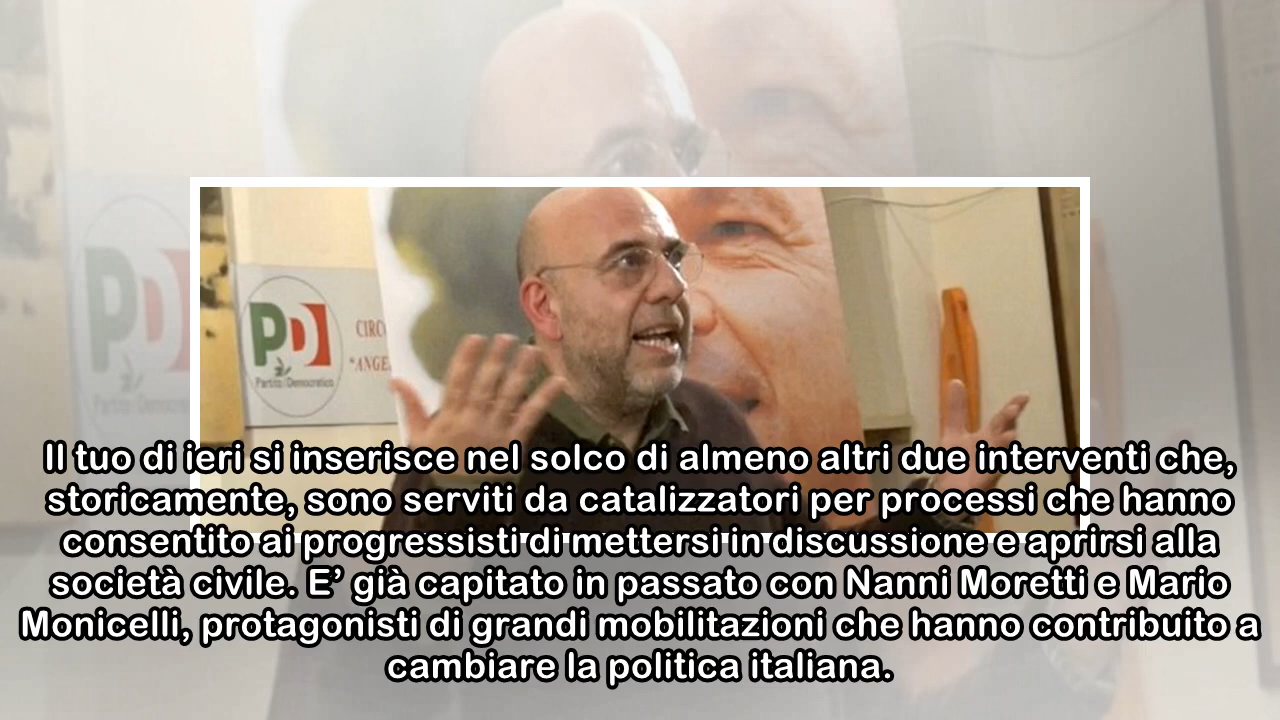 PD
Partito Democratico
CIRC
"ANGE
Il tuo di ieri si inserisce nel solco di almeno altri due interventi che,
storicamente, sono serviti da catalizzatori per processi che hanno
consentito ai progressisti di mettersi in discussione e aprirsi alla
società civile. E’ già capitato in passato con Nanni Moretti e Mario
Monicelli, protagonisti di grandi mobilitazioni che hanno contribuito a
cambiare la politica italiana.